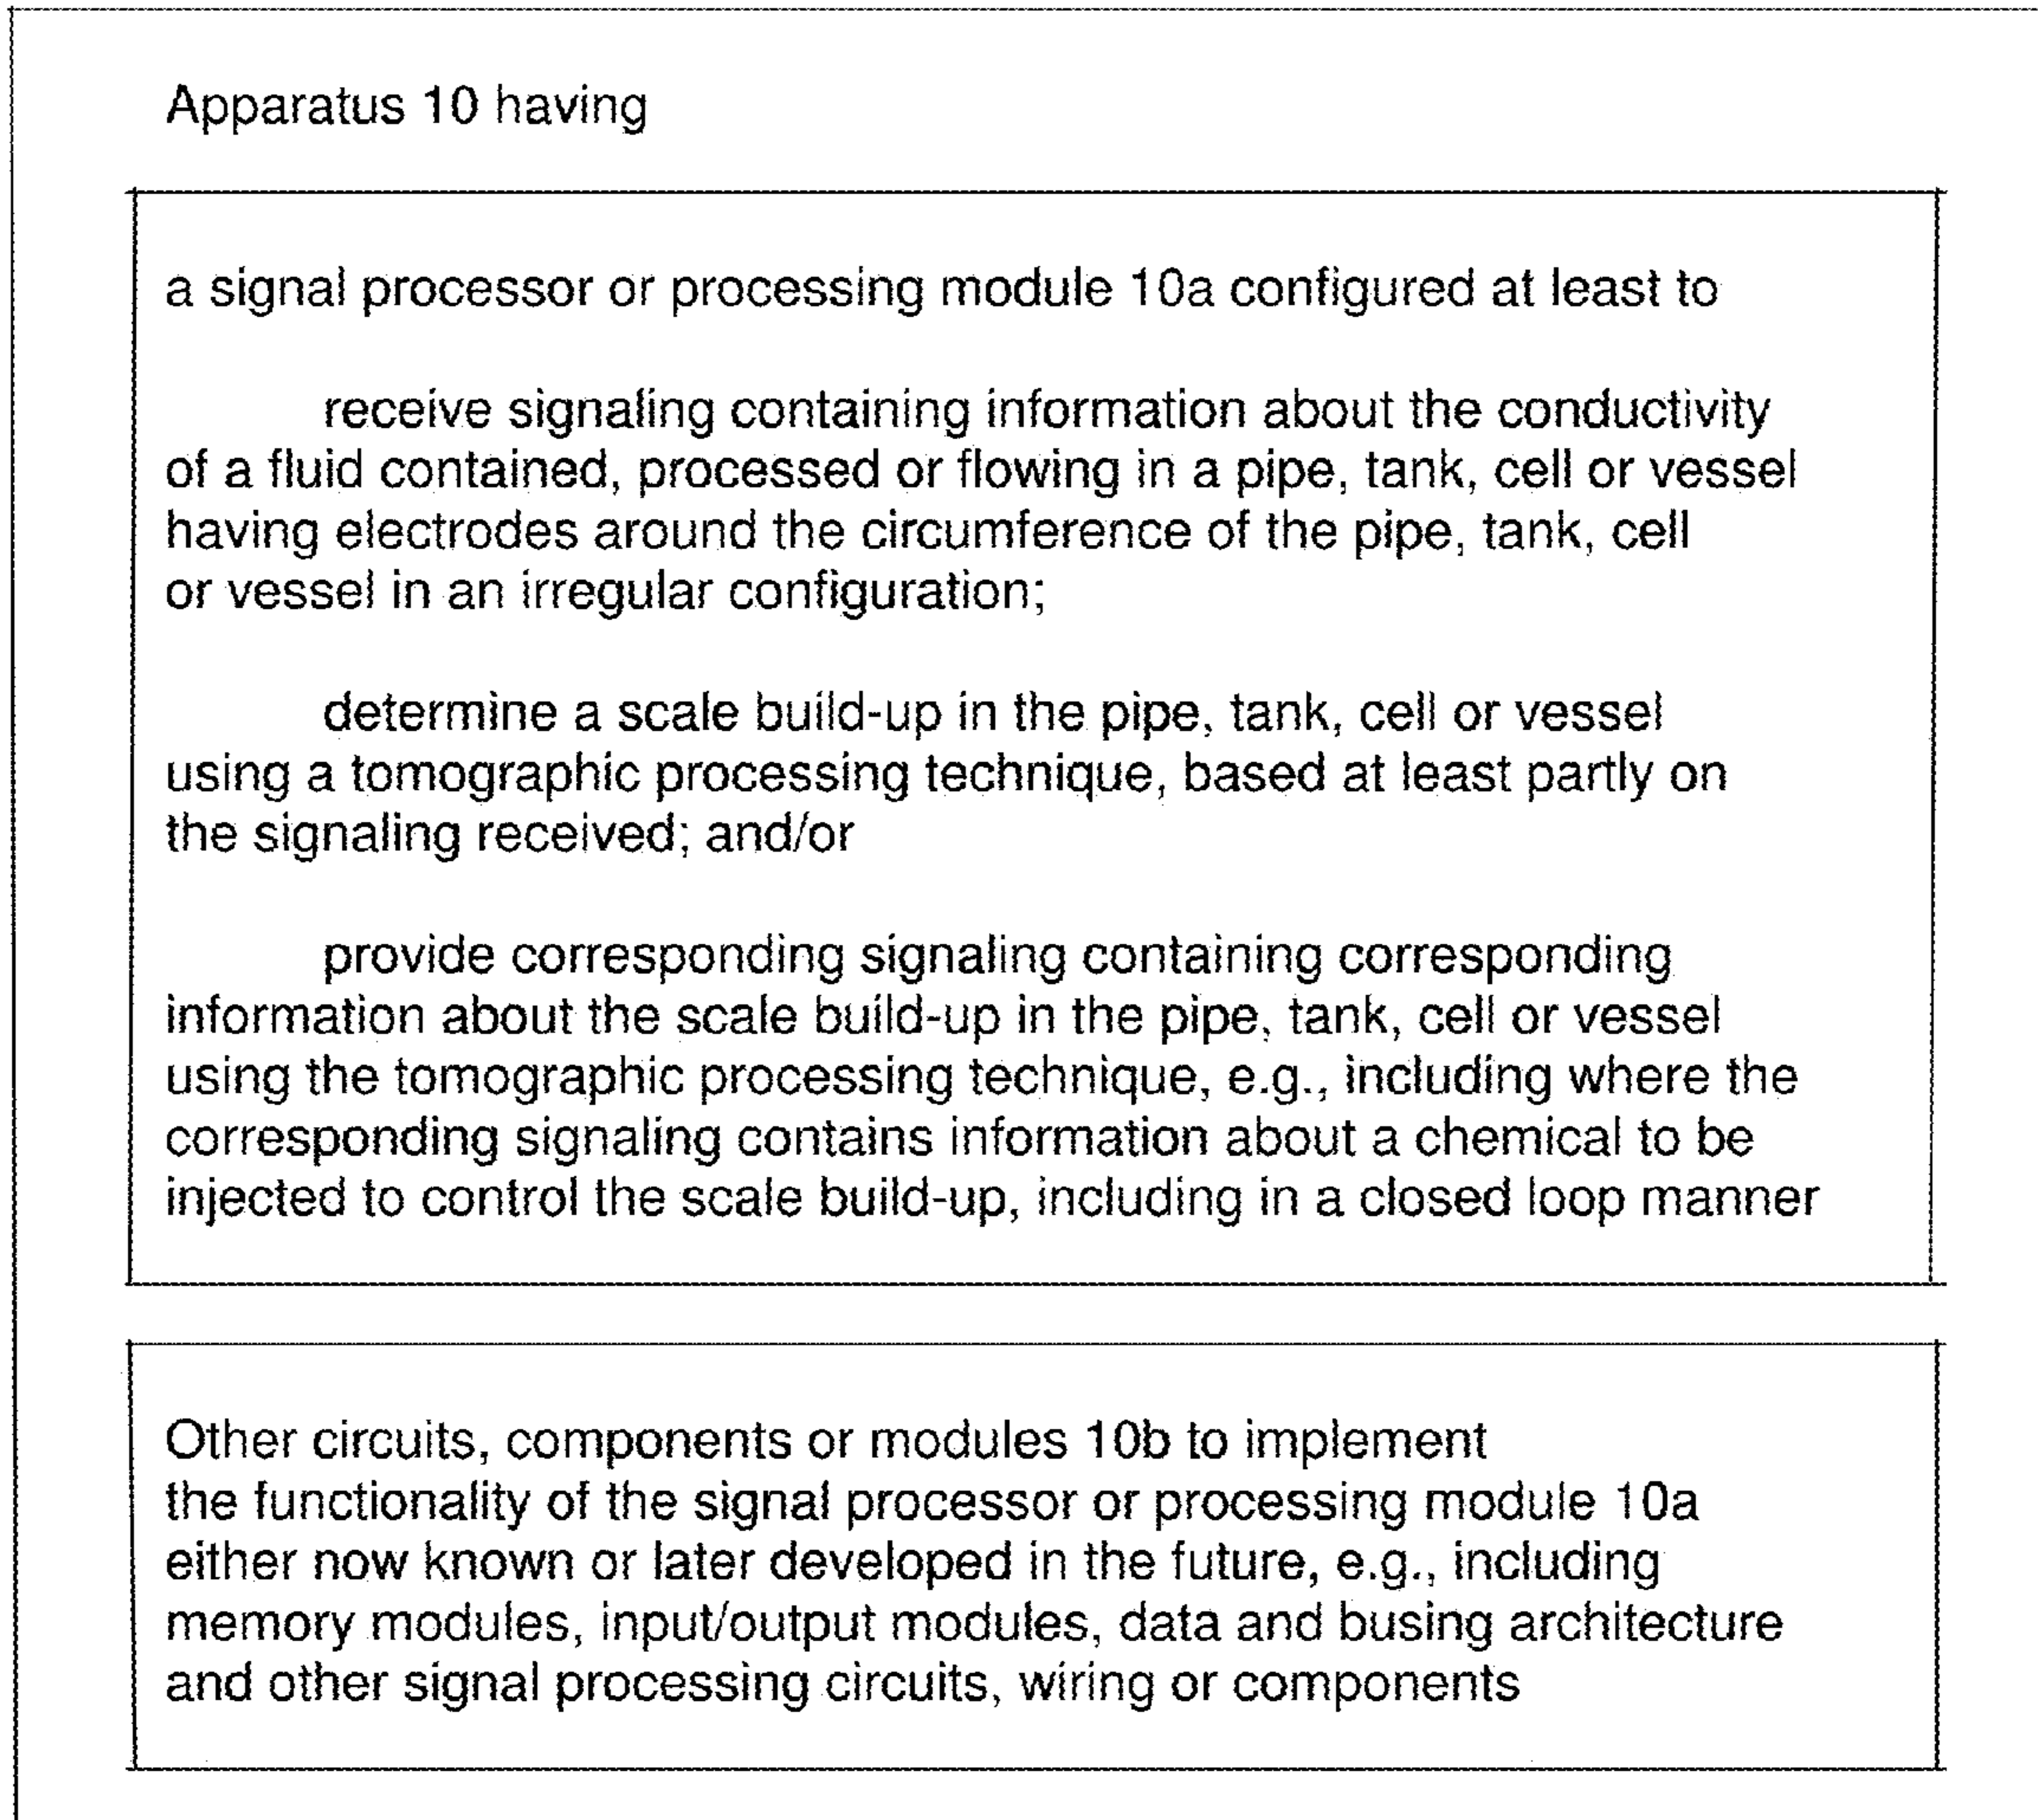 Apparatus 10 having
a signal processor or processing module 10a configured at least to
receive signaling containing information about the conductivity
of a fluid contained, processed or flowing in a pipe, tank, cell or vessel
having electrodes around the circumference of the pipe, tank, cell
or vessel in an irregular configuration;
determine a scale build-up in the pipe, tank, cell or vessel
using a tomographic processing technique, based at least partly on
the signaling received; and/or
provide corresponding signaling containing corresponding
information about the scale build-up in the pipe, tank, cell or vessel
using the tomographic processing technique, e.g., including where the
corresponding signaling contains information about a chemical to be
injected to control the scale build-up, including in a closed loop manner
Other circuits, components or modules 10b to implement
the functionality of the signal processor or processing module 10a
either now known or later developed in the future, e.g., including
memory modules, input/output modules, data and busing architecture
and other signal processing circuits, wiring or components